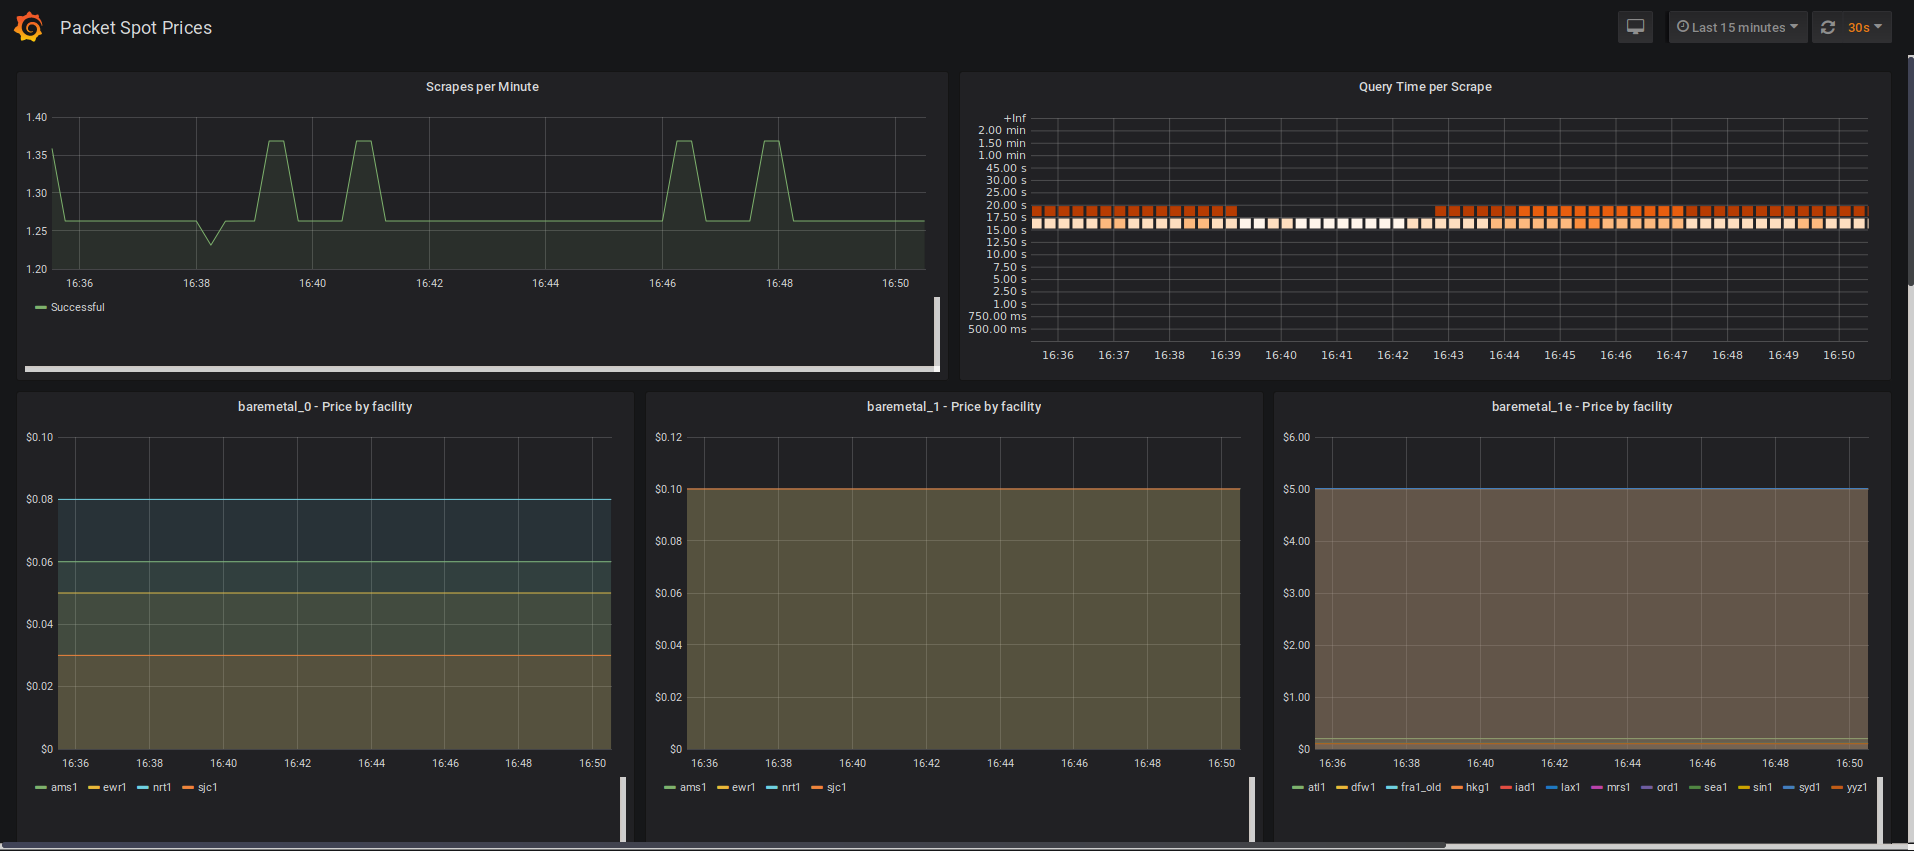 Packet Spot Prices
Last 15 minutes
30s
Scrapes per Minute
1.40
1.35
1.30
1.25
1.20
16:36 16:38 16:40 16:42 16:44 16:46 16:48 16:50
Successful
Query Time per Scrape
+Inf
2.00 min
1.50 min
1.00 min
45.00 s
30.00 s
25.00 s
20.00 s
17.50 s
15.00 s
12.50 s
10.00 s
7.50 s
5.00 s
2.50 s
1.00 s
750.00 ms
500.00 ms
16:36 16:37 16:38 16:39 16:40 16:41 16:42 16:43 16:44 16:45 16:46 16:47 16:48 16:49 16:50
baremetal_0 - Price by facility
$0.10
$0.08
$0.06
$0.04
$0.02
$0
16:36 16:38 16:40 16:42 16:44 16:46 16:48 16:50
ams1 ewr1 nrt1 sjc1
baremetal_1 - Price by facility
$0.12
$0.10
$0.08
$0.06
$0.04
$0.02
$0
16:36 16:38 16:40 16:42 16:44 16:46 16:48 16:50
ams1 ewr1 nrt1 sjc1
baremetal_1e - Price by facility
$6.00
$5.00
$4.00
$3.00
$2.00
$1.00
$0
16:36 16:38 16:40 16:42 16:44 16:46 16:48 16:50
atl1 dfw1 fra1_old hkg1 iad1 lax1 mrs1 ord1 sea1 sin1 syd1 yyz1